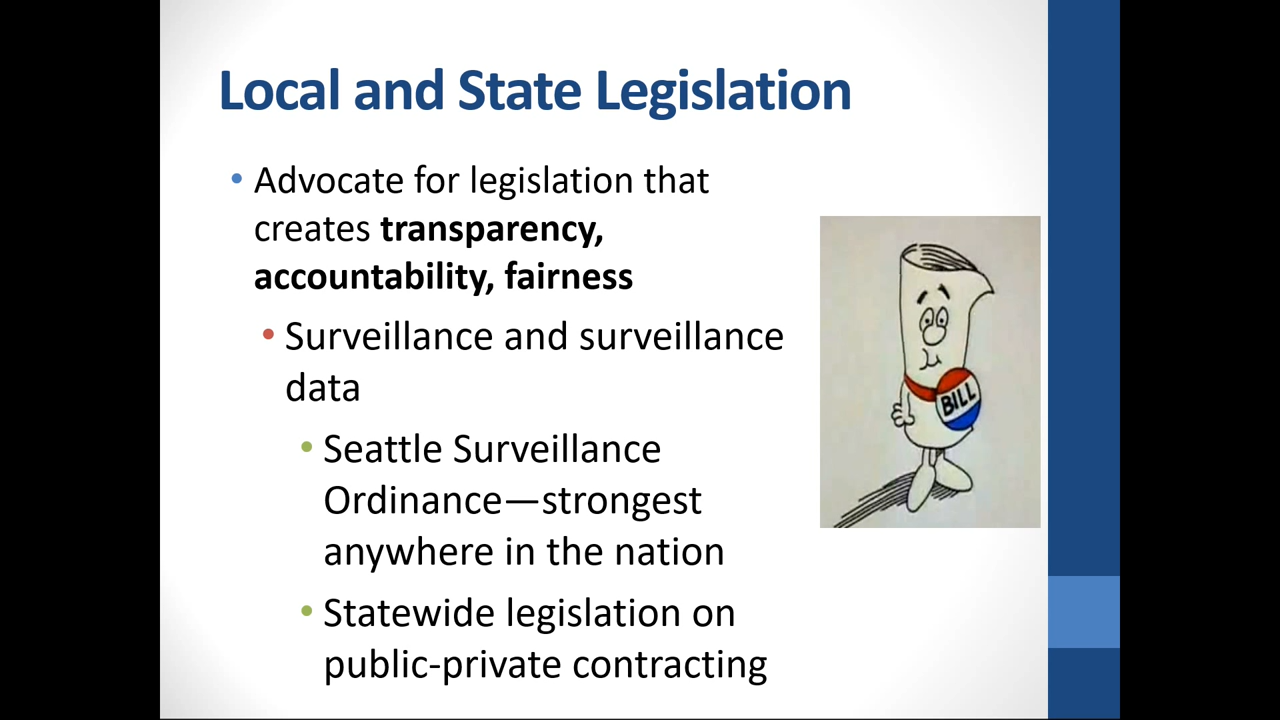 Local and State Legislation
• Advocate for legislation that
creates transparency,
accountability, fairness
• Surveillance and surveillance
data
• Seattle Surveillance
Ordinance—strongest
anywhere in the nation
• Statewide legislation on
public-private contracting
BILL